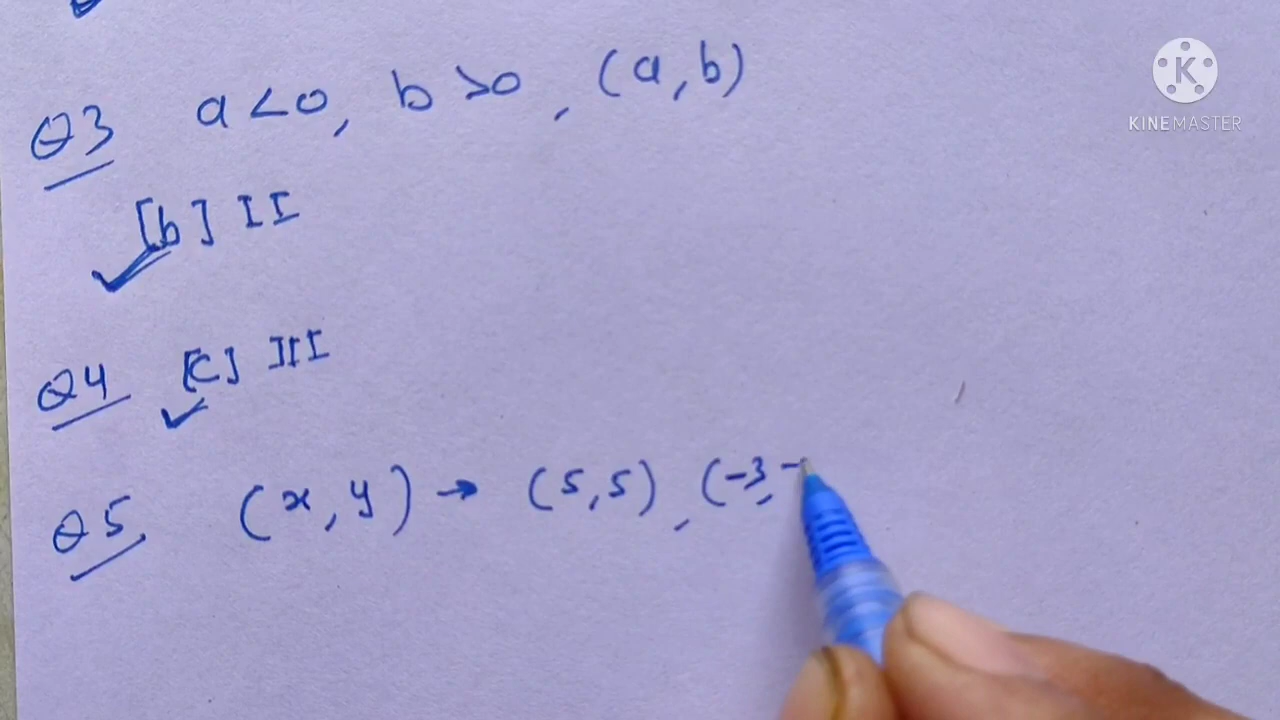 Q3 a<0, b>0, (a,b)
[b] II
Q4 [C] III
Q5 (x,y) → (5,5), (-3,-
K
KINEMASTER